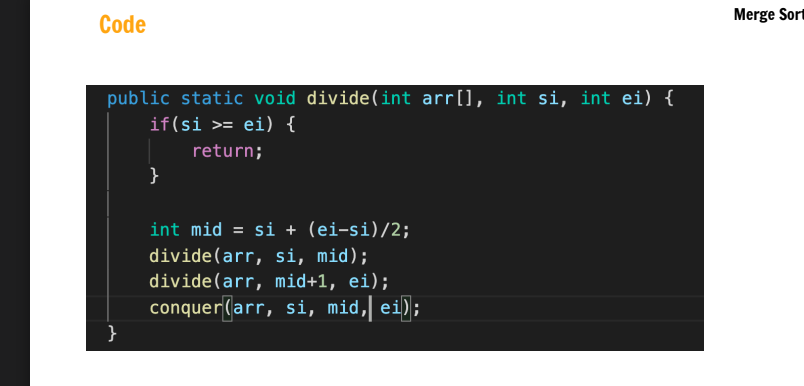 Code
Merge Sort
public static void divide(int arr[], int si, int ei) {
if(si >= ei) {
return;
}
int mid = si + (ei-si)/2;
divide(arr, si, mid);
divide(arr, mid+1, ei);
conquer(arr, si, mid, ei);
}